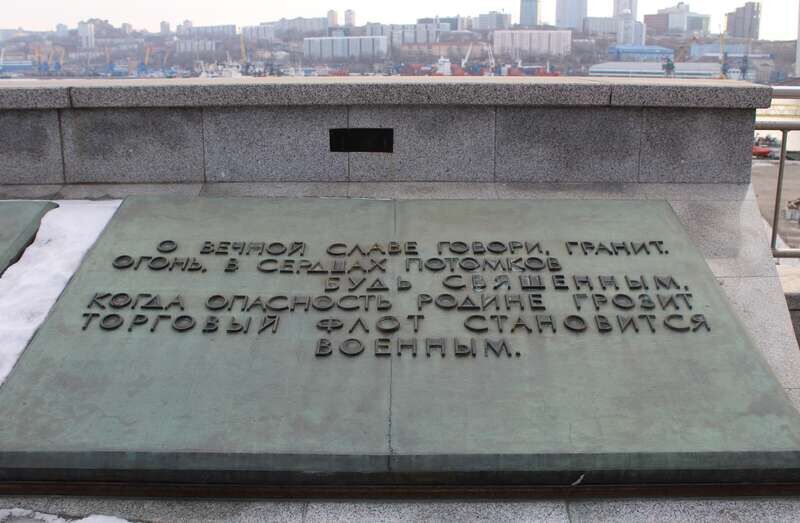 О ВЕЧНОЙ СЛАВЕ ГОВОРИ, ГРАНИТ.
ОГОНЬ, В СЕРДЦАХ ПОТОМКОВ
БУДЬ СВЯЩЕННЫМ,
КОГДА ОПАСНОСТЬ РОДИНЕ ГРОЗИТ
ТОРГОВЫЙ ФЛОТ СТАНОВИТСЯ
ВОЕННЫМ.